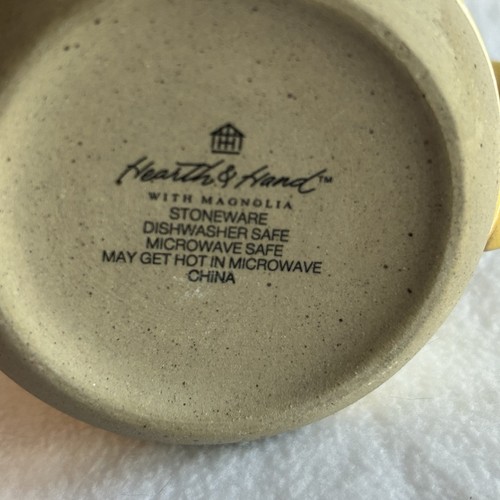 Hearth & Hand™
WITH MAGNOLIA
STONEWARE
DISHWASHER SAFE
MICROWAVE SAFE
MAY GET HOT IN MICROWAVE
CHINA